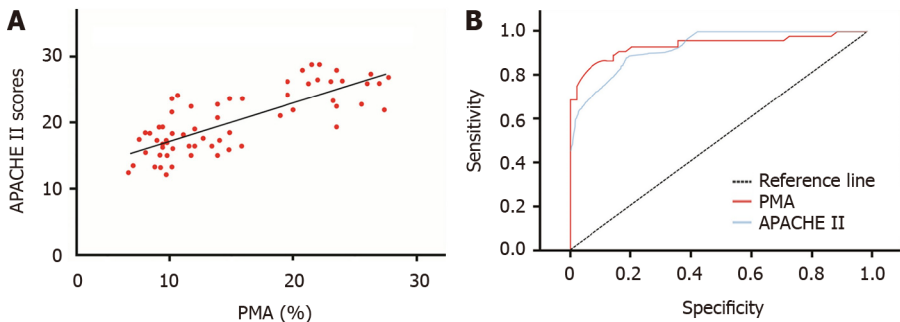 A
APACHE II scores
30
20
10
0
0
10
20
30
PMA (%)
B
Sensitivity
1.0
0.8
0.6
0.4
0.2
0.0
0
0.2
0.4
0.6
0.8
1.0
Specificity
Reference line
PMA
APACHE II